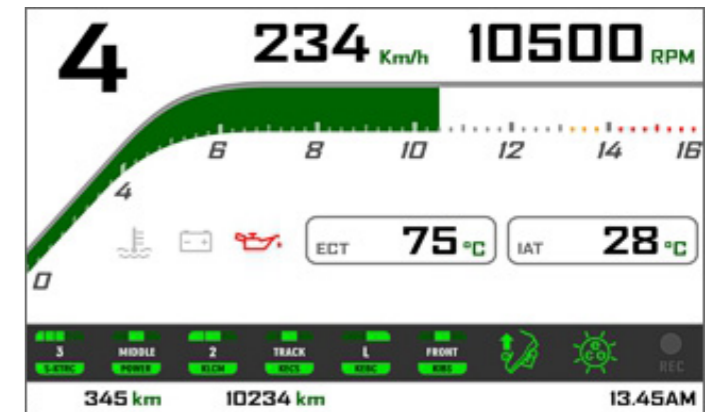 4 234 Km/h 10500 RPM
6 8 10 12 14 16
4
ECT 75 °C IAT 28 °C
0
3 MIDDLE 2 TRACK L FRONT
S-KTRC POWER KLCM KECS KEBC KIBS ECO REC
345 km 10234 km 13.45AM